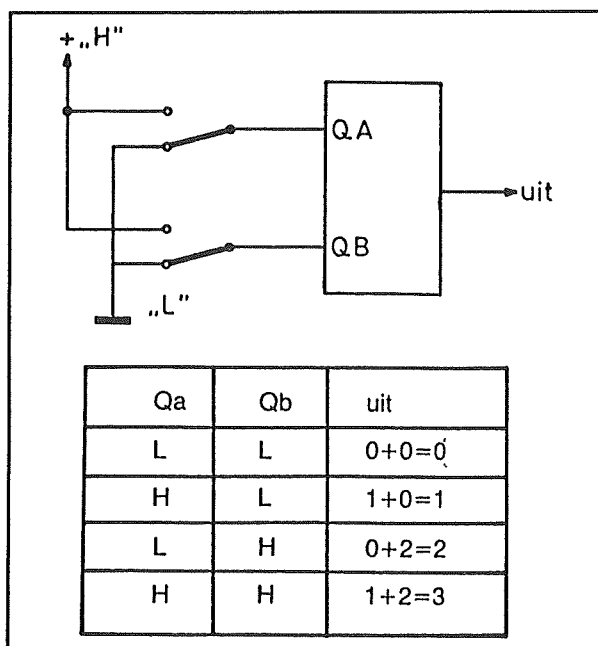 + „H"
QA
uit
QB
„L"
Qa Qb uit
L L 0+0=0
H L 1+0=1
L H 0+2=2
H H 1+2=3